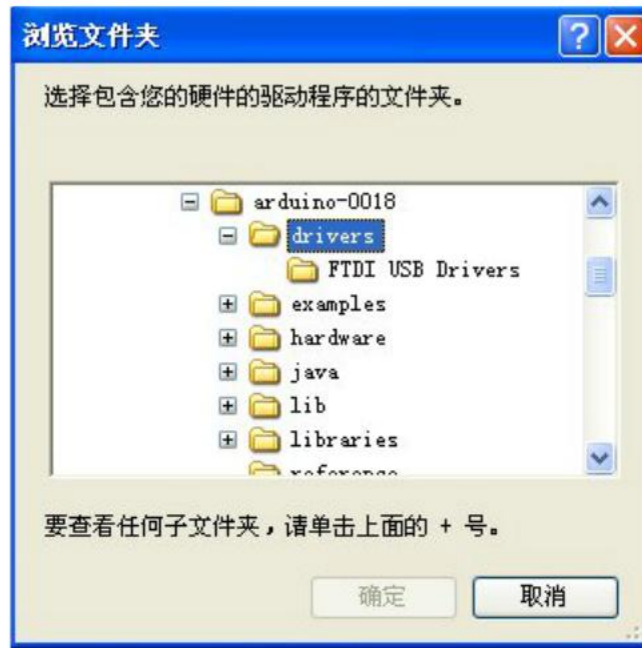 浏览文件夹
选择包含您的硬件的驱动程序的文件夹。
arduino-0018
drivers
FTDI USB Drivers
examples
hardware
java
lib
libraries
reference
要查看任何子文件夹，请单击上面的 + 号。
确定
取消